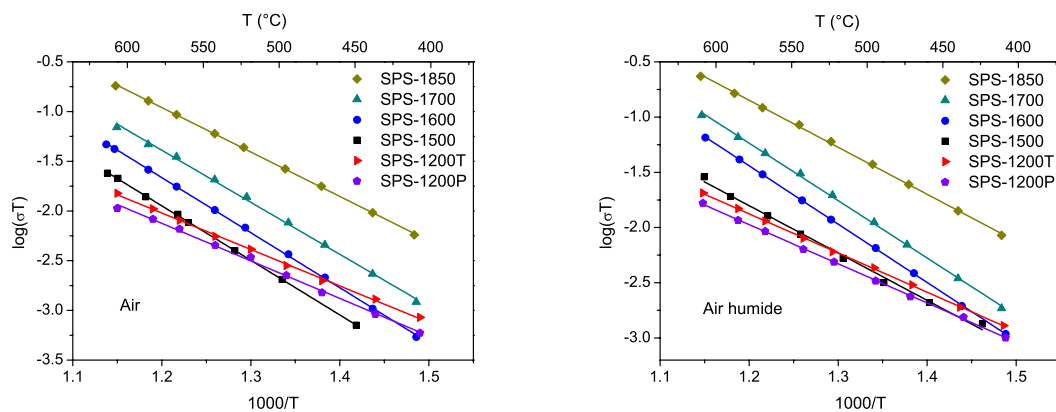 T (°C)
600 550 500 450 400
-0.5
-1.0
-1.5
-2.0
-2.5
-3.0
-3.5
log(σT)
SPS-1850
SPS-1700
SPS-1600
SPS-1500
SPS-1200T
SPS-1200P
Air
1.1 1.2 1.3 1.4 1.5
1000/T
T (°C)
600 550 500 450 400
-0.5
-1.0
-1.5
-2.0
-2.5
-3.0
log(σT)
SPS-1850
SPS-1700
SPS-1600
SPS-1500
SPS-1200T
SPS-1200P
Air humide
1.1 1.2 1.3 1.4 1.5
1000/T